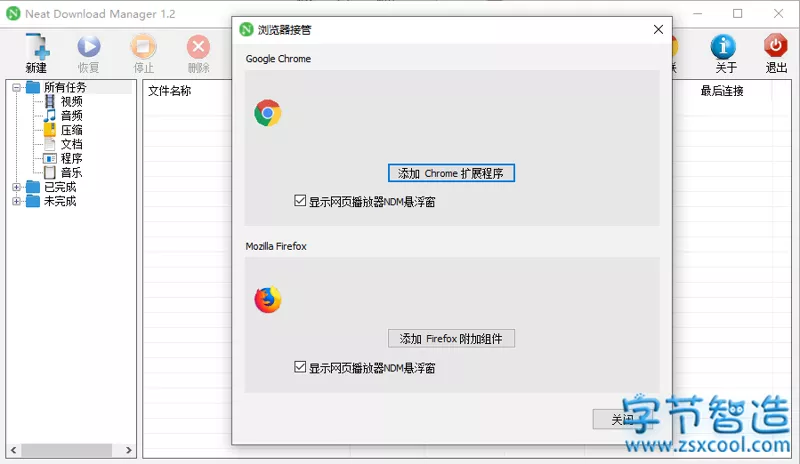 Neat Download Manager 1.2
新建
恢复
停止
删除
关于
退出
所有任务
视频
音频
压缩
文档
程序
音乐
已完成
未完成
文件名称
最后连接
浏览器接管
Google Chrome
添加 Chrome 扩展程序
显示网页播放器NDM悬浮窗
Mozilla Firefox
添加 Firefox 附加组件
显示网页播放器NDM悬浮窗
关闭
字节智造
www.zsxcool.com